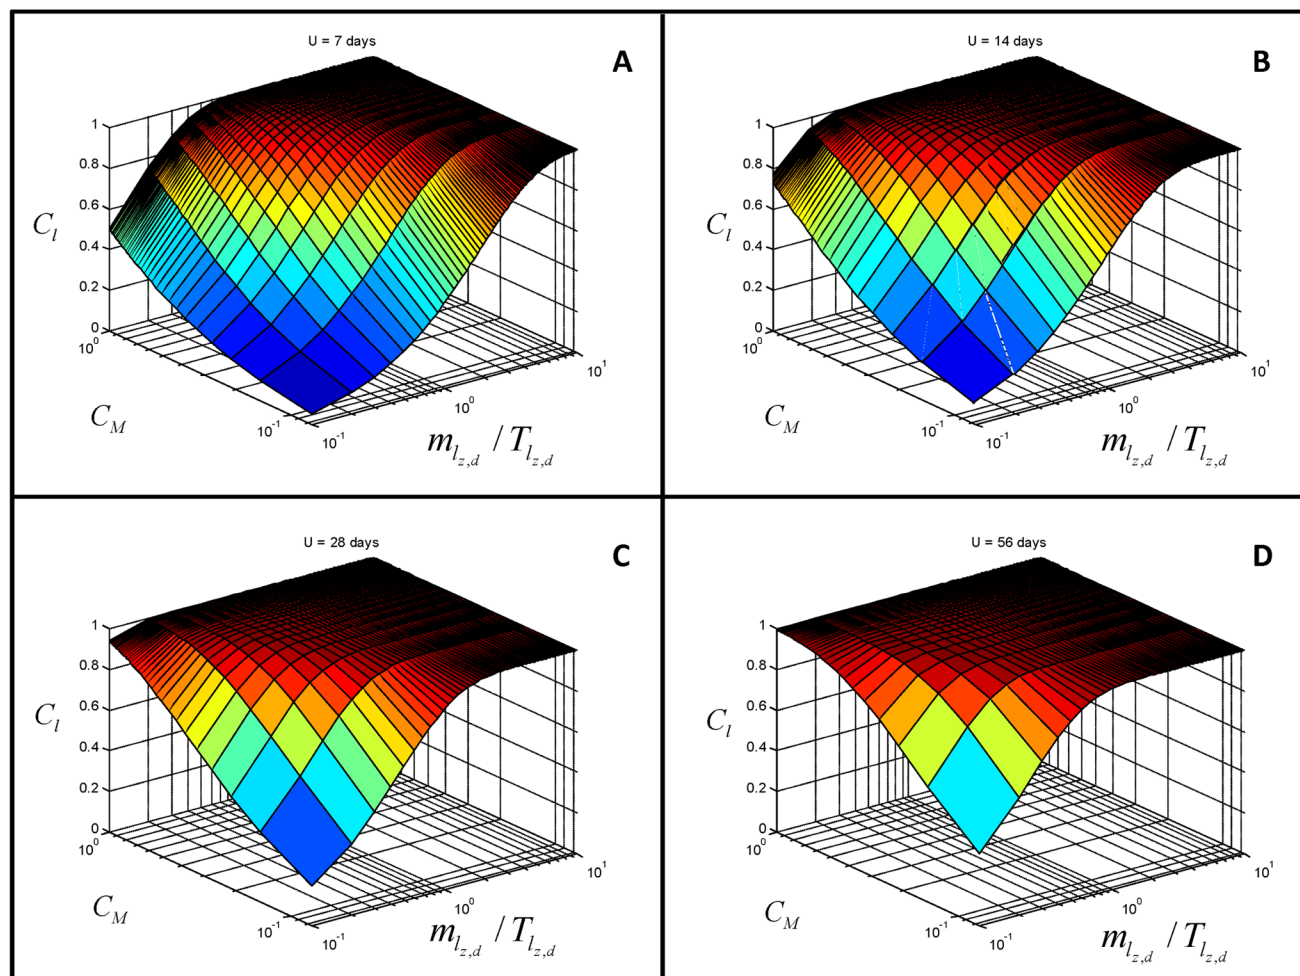 U = 7 days
A
1
0.8
0.6
0.4
0.2
0
C_l
10^0
C_M
10^-1
10^-1
10^0
10^1
m_{l_{z,d}} / T_{l_{z,d}}
U = 14 days
B
1
0.8
0.6
0.4
0.2
0
C_l
10^0
C_M
10^-1
10^-1
10^0
10^1
m_{l_{z,d}} / T_{l_{z,d}}
U = 28 days
C
1
0.8
0.6
0.4
0.2
0
C_l
10^0
C_M
10^-1
10^-1
10^0
10^1
m_{l_{z,d}} / T_{l_{z,d}}
U = 56 days
D
1
0.8
0.6
0.4
0.2
0
C_l
10^0
C_M
10^-1
10^-1
10^0
10^1
m_{l_{z,d}} / T_{l_{z,d}}